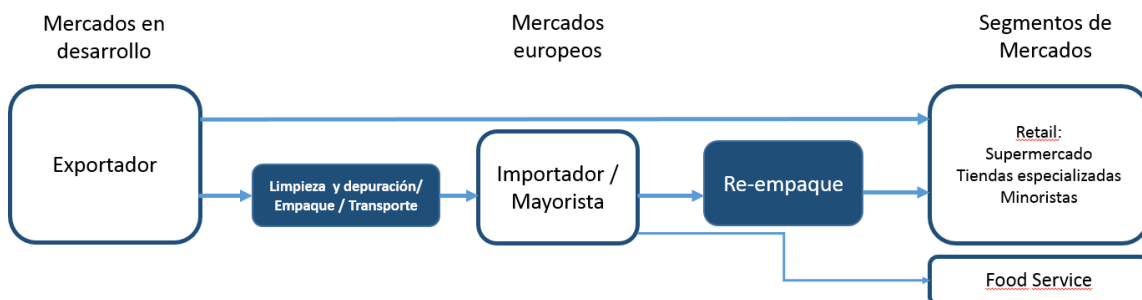 Mercados en
desarrollo
Mercados
europeos
Segmentos de
Mercados
Exportador
Limpieza y depuración/
Empaque / Transporte
Importador /
Mayorista
Re-empaque
Retail:
Supermercado
Tiendas especializadas
Minoristas
Food Service